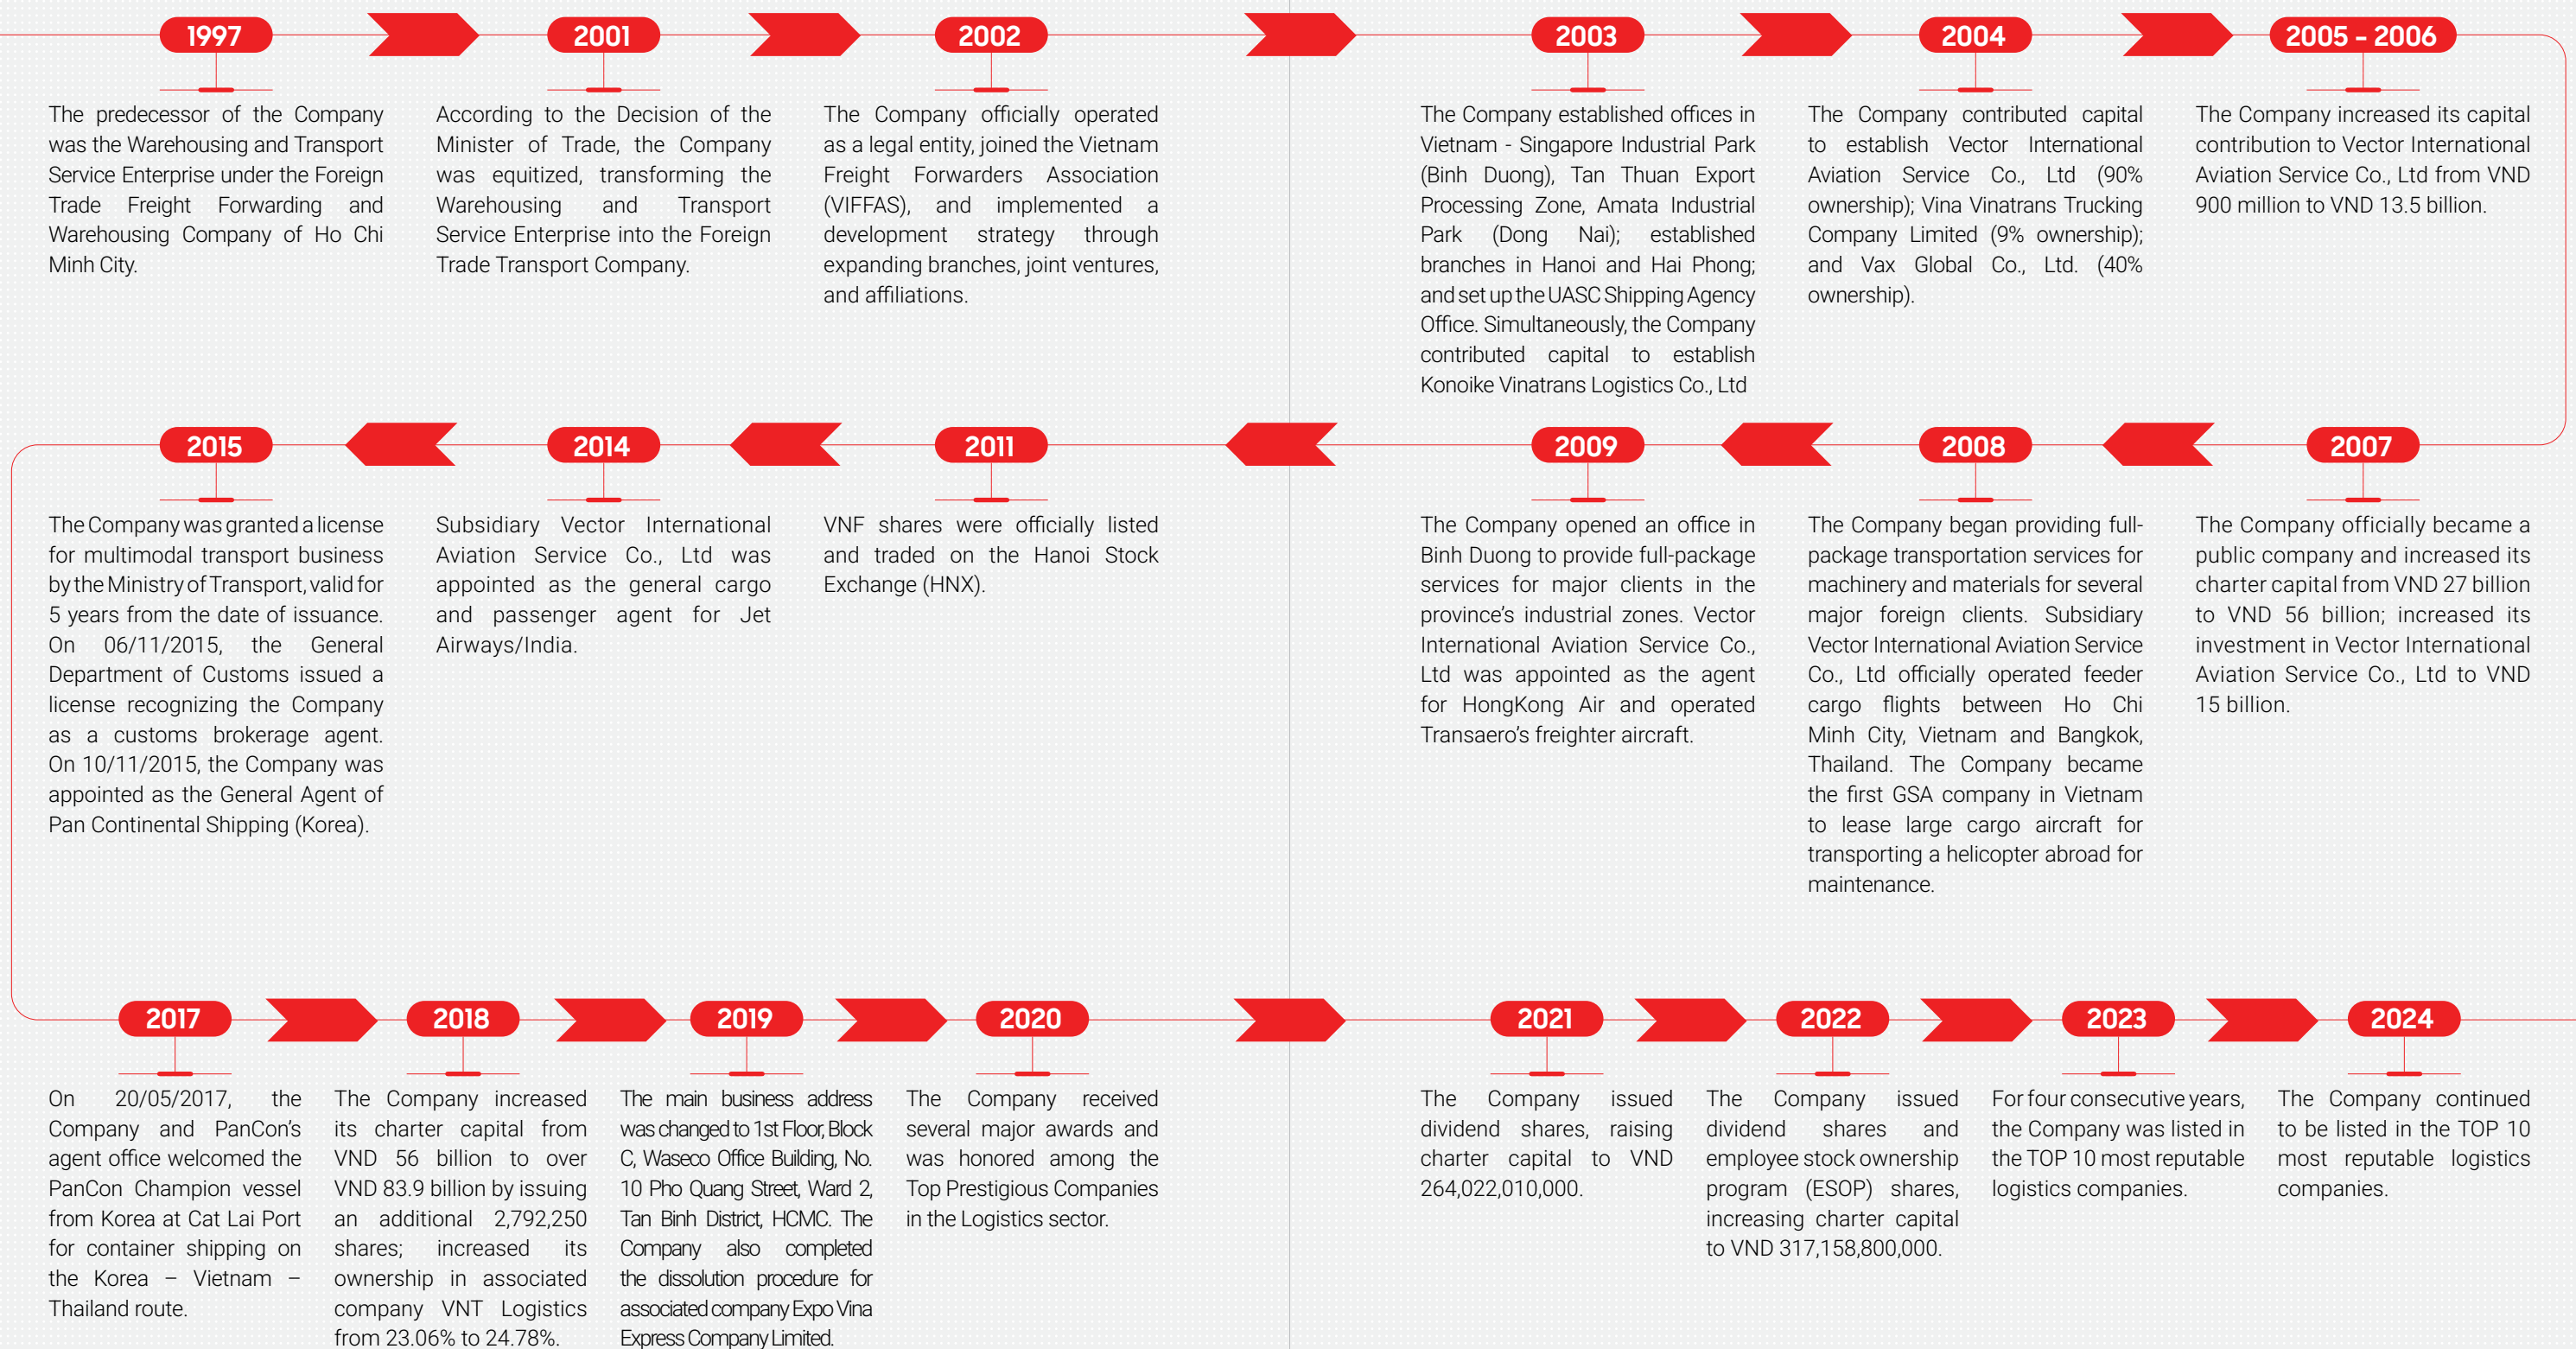 1997
The predecessor of the Company
was the Warehousing and Transport
Service Enterprise under the Foreign
Trade Freight Forwarding and
Warehousing Company of Ho Chi
Minh City.
2001
According to the Decision of the
Minister of Trade, the Company
was equitized, transforming the
Warehousing and Transport
Service Enterprise into the Foreign
Trade Transport Company.
2002
The Company officially operated
as a legal entity, joined the Vietnam
Freight Forwarders Association
(VIFFAS), and implemented a
development strategy through
expanding branches, joint ventures,
and affiliations.
2003
The Company established offices in
Vietnam - Singapore Industrial Park
(Binh Duong), Tan Thuan Export
Processing Zone, Amata Industrial
Park (Dong Nai); established
branches in Hanoi and Hai Phong;
and set up the UASC Shipping Agency
Office. Simultaneously, the Company
contributed capital to establish
Konoike Vinatrans Logistics Co., Ltd
2004
The Company contributed capital
to establish Vector International
Aviation Service Co., Ltd (90%
ownership); Vina Vinatrans Trucking
Company Limited (9% ownership);
and Vax Global Co., Ltd. (40%
ownership).
2005 - 2006
The Company increased its capital
contribution to Vector International
Aviation Service Co., Ltd from VND
900 million to VND 13.5 billion.
2007
The Company officially became a
public company and increased its
charter capital from VND 27 billion
to VND 56 billion; increased its
investment in Vector International
Aviation Service Co., Ltd to VND
15 billion.
2008
The Company began providing full-
package transportation services for
machinery and materials for several
major foreign clients. Subsidiary
Vector International Aviation Service
Co., Ltd officially operated feeder
cargo flights between Ho Chi
Minh City, Vietnam and Bangkok,
Thailand. The Company became
the first GSA company in Vietnam
to lease large cargo aircraft for
transporting a helicopter abroad for
maintenance.
2009
The Company opened an office in
Binh Duong to provide full-package
services for major clients in the
province's industrial zones. Vector
International Aviation Service Co.,
Ltd was appointed as the agent
for HongKong Air and operated
Transaero's freighter aircraft.
2011
VNF shares were officially listed
and traded on the Hanoi Stock
Exchange (HNX).
2014
Subsidiary Vector International
Aviation Service Co., Ltd was
appointed as the general cargo
and passenger agent for Jet
Airways/India.
2015
The Company was granted a license
for multimodal transport business
by the Ministry of Transport, valid for
5 years from the date of issuance.
On 06/11/2015, the General
Department of Customs issued a
license recognizing the Company
as a customs brokerage agent.
On 10/11/2015, the Company was
appointed as the General Agent of
Pan Continental Shipping (Korea).
2017
On 20/05/2017, the
Company and PanCon's
agent office welcomed the
PanCon Champion vessel
from Korea at Cat Lai Port
for container shipping on
the Korea – Vietnam –
Thailand route.
2018
The Company increased
its charter capital from
VND 56 billion to over
VND 83.9 billion by issuing
an additional 2,792,250
shares; increased its
ownership in associated
company VNT Logistics
from 23.06% to 24.78%.
2019
The main business address
was changed to 1st Floor, Block
C, Waseco Office Building, No.
10 Pho Quang Street, Ward 2,
Tan Binh District, HCMC. The
Company also completed
the dissolution procedure for
associated company Expo Vina
Express Company Limited.
2020
The Company received
several major awards and
was honored among the
Top Prestigious Companies
in the Logistics sector.
2021
The Company issued
dividend shares, raising
charter capital to VND
264,022,010,000.
2022
The Company issued
dividend shares and
employee stock ownership
program (ESOP) shares,
increasing charter capital
to VND 317,158,800,000.
2023
For four consecutive years,
the Company was listed in
the TOP 10 most reputable
logistics companies.
2024
The Company continued
to be listed in the TOP 10
most reputable logistics
companies.